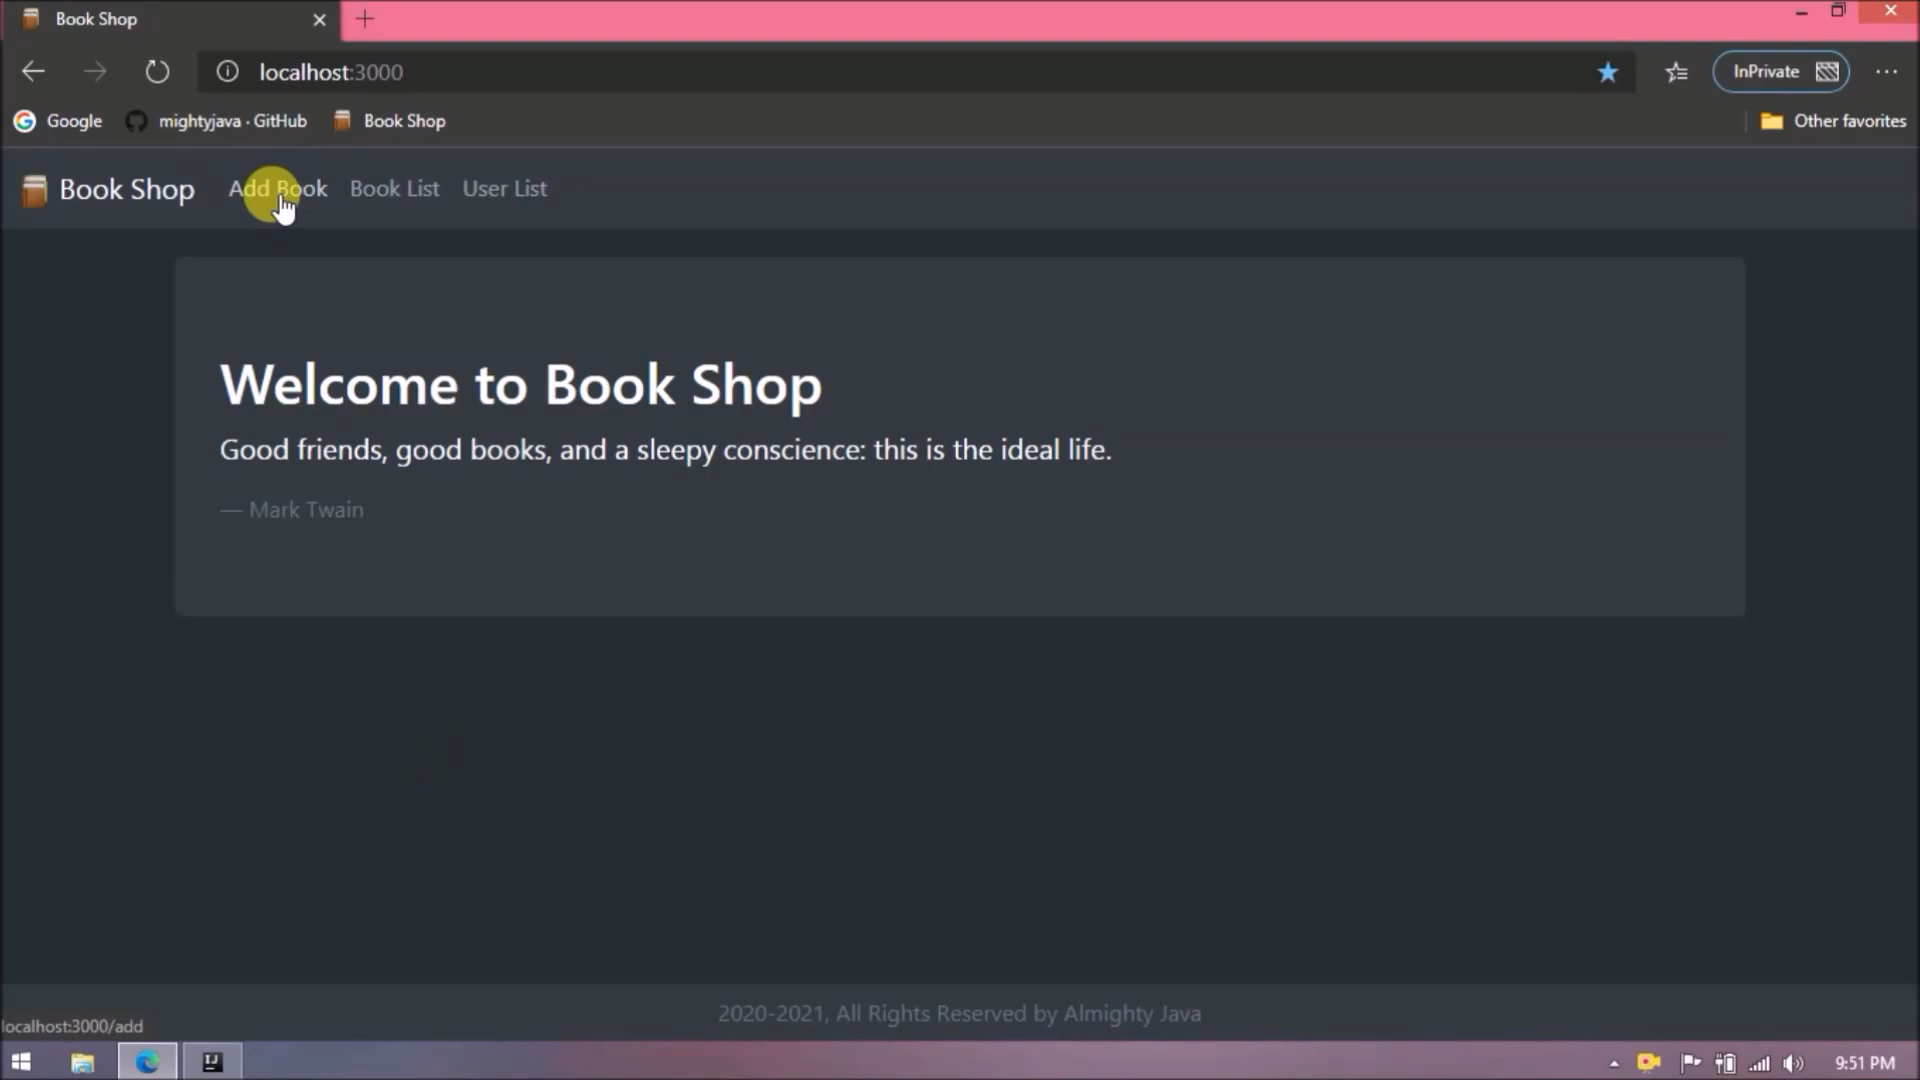 Book Shop
localhost:3000
InPrivate
Google
mightyjava · GitHub
Book Shop
Other favorites
Book Shop
Add Book
Book List
User List
Welcome to Book Shop
Good friends, good books, and a sleepy conscience: this is the ideal life.
— Mark Twain
2020-2021, All Rights Reserved by Almighty Java
localhost:3000/add
IJ
9:51 PM